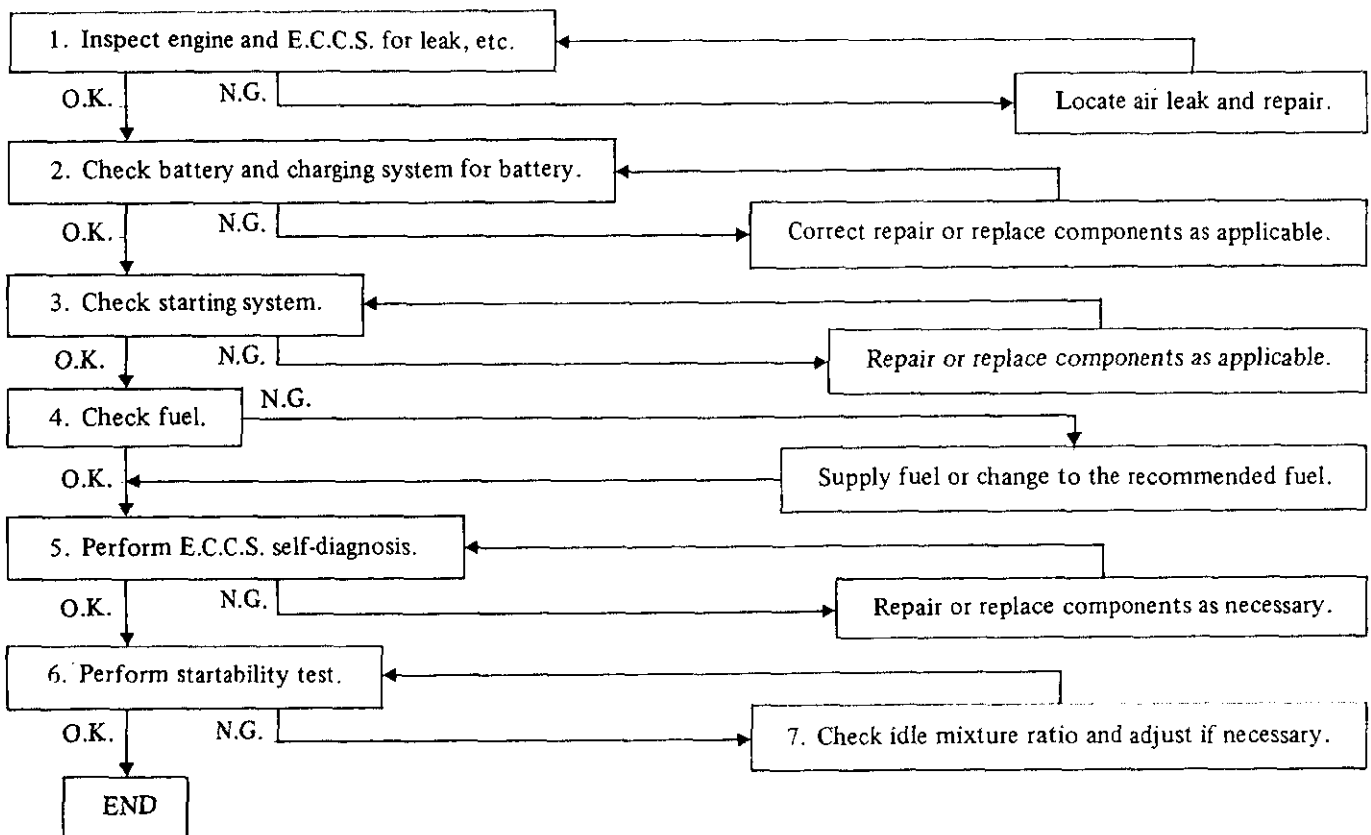 1. Inspect engine and E.C.C.S. for leak, etc.
O.K.
N.G.
Locate air leak and repair.
2. Check battery and charging system for battery.
O.K.
N.G.
Correct repair or replace components as applicable.
3. Check starting system.
O.K.
N.G.
Repair or replace components as applicable.
4. Check fuel.
N.G.
O.K.
Supply fuel or change to the recommended fuel.
5. Perform E.C.C.S. self-diagnosis.
O.K.
N.G.
Repair or replace components as necessary.
6. Perform startability test.
O.K.
N.G.
7. Check idle mixture ratio and adjust if necessary.
END